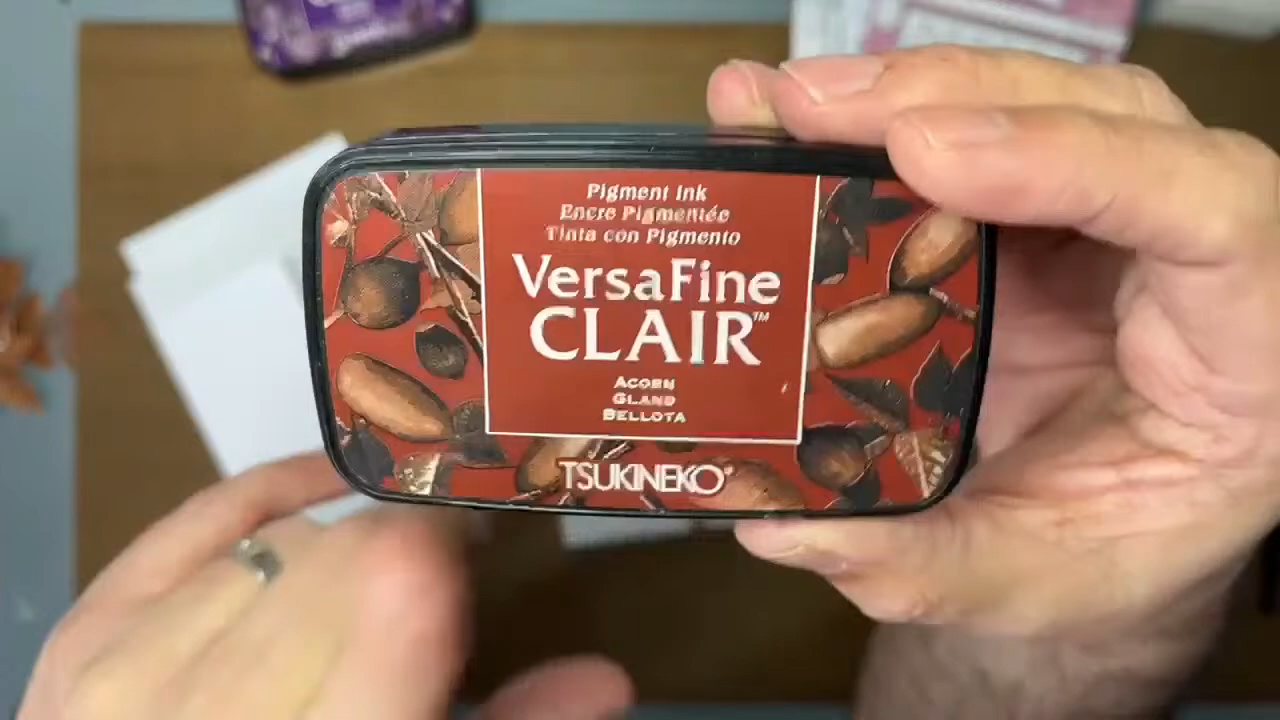 Pigment Ink
Encre Pigmentée
Tinta con Pigmento
VersaFine
CLAIR™
Acorn
Gland
Bellota
TSUKINEKO®